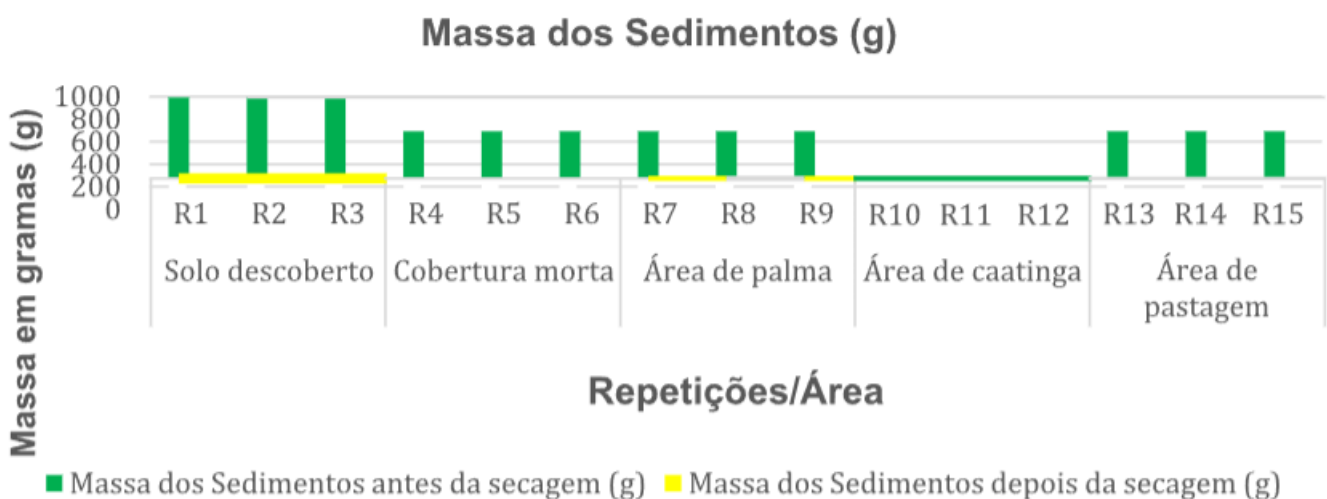 Massa dos Sedimentos (g)
Massa em gramas (g)
1000
800
600
400
200
0
R1 R2 R3 R4 R5 R6 R7 R8 R9 R10 R11 R12 R13 R14 R15
Solo descoberto Cobertura morta Área de palma Área de caatinga Área de
pastagem
Repetições/Área
Massa dos Sedimentos antes da secagem (g) Massa dos Sedimentos depois da secagem (g)